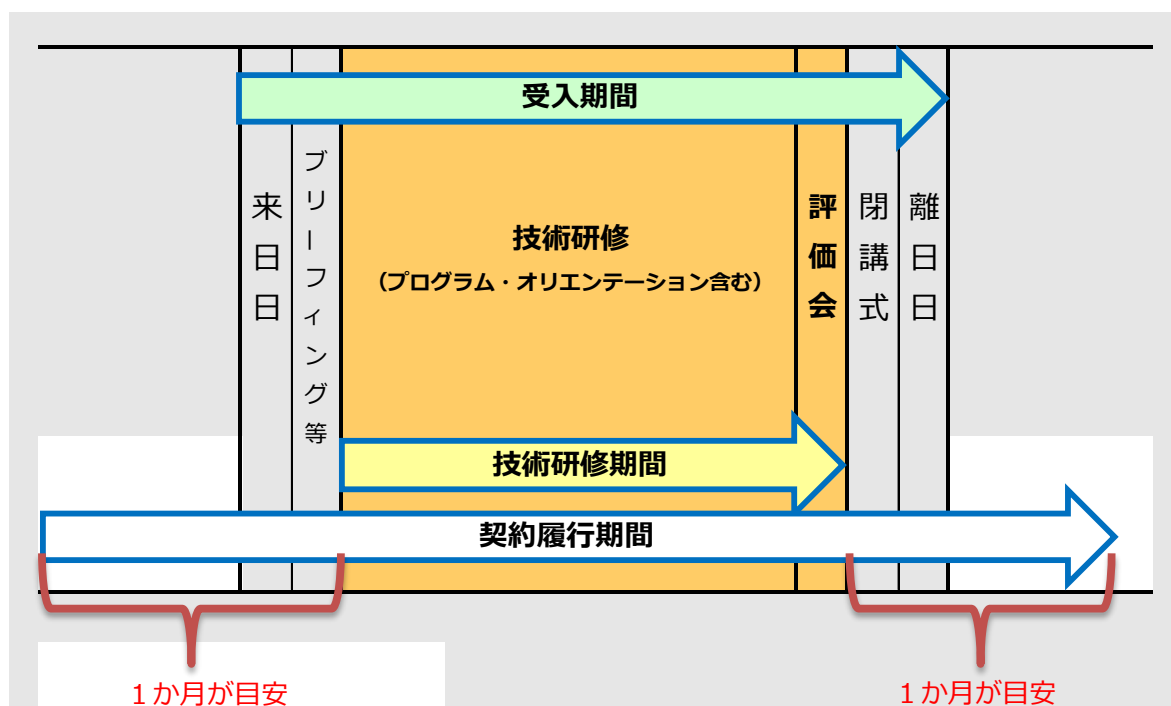 受入期間
来日日
ブリーフィング等
技術研修
（プログラム・オリエンテーション含む）
評価会
閉講式
離日日
技術研修期間
契約履行期間
１か月が目安
１か月が目安